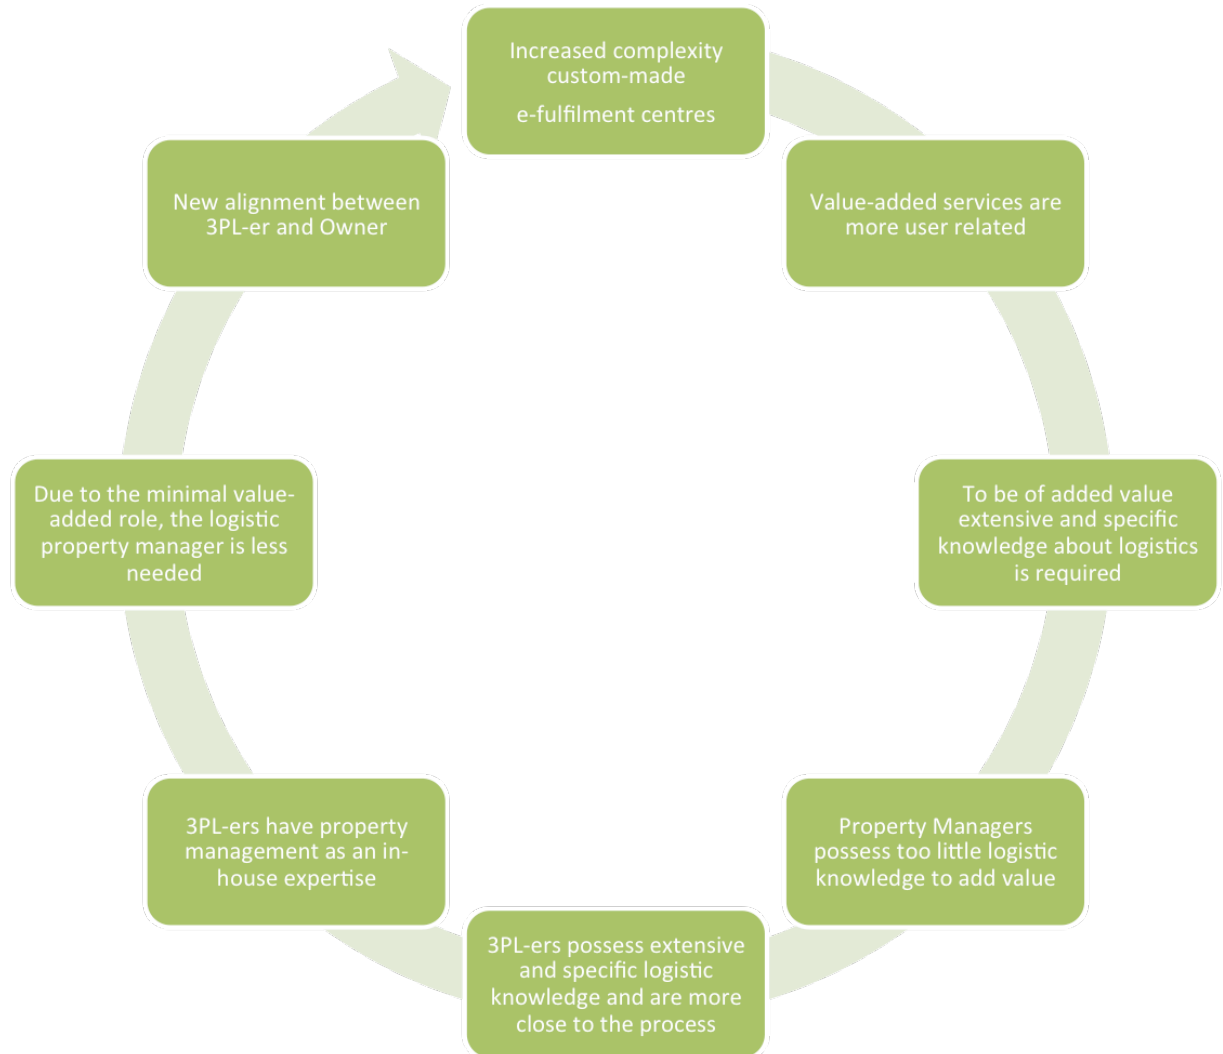 Increased complexity
custom-made
e-fulfilment centres
Value-added services are
more user related
To be of added value
extensive and specific
knowledge about logistics
is required
Property Managers
possess too little logistic
knowledge to add value
3PL-ers possess extensive
and specific logistic
knowledge and are more
close to the process
3PL-ers have property
management as an in-
house expertise
Due to the minimal value-
added role, the logistic
property manager is less
needed
New alignment between
3PL-er and Owner